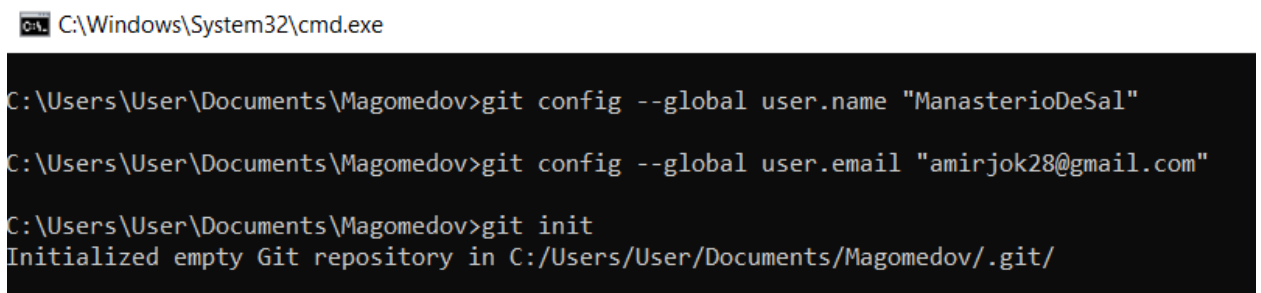 C:\Windows\System32\cmd.exe
C:\Users\User\Documents\Magomedov>git config --global user.name "ManasterioDeSal"
C:\Users\User\Documents\Magomedov>git config --global user.email "amirjok28@gmail.com"
C:\Users\User\Documents\Magomedov>git init
Initialized empty Git repository in C:/Users/User/Documents/Magomedov/.git/